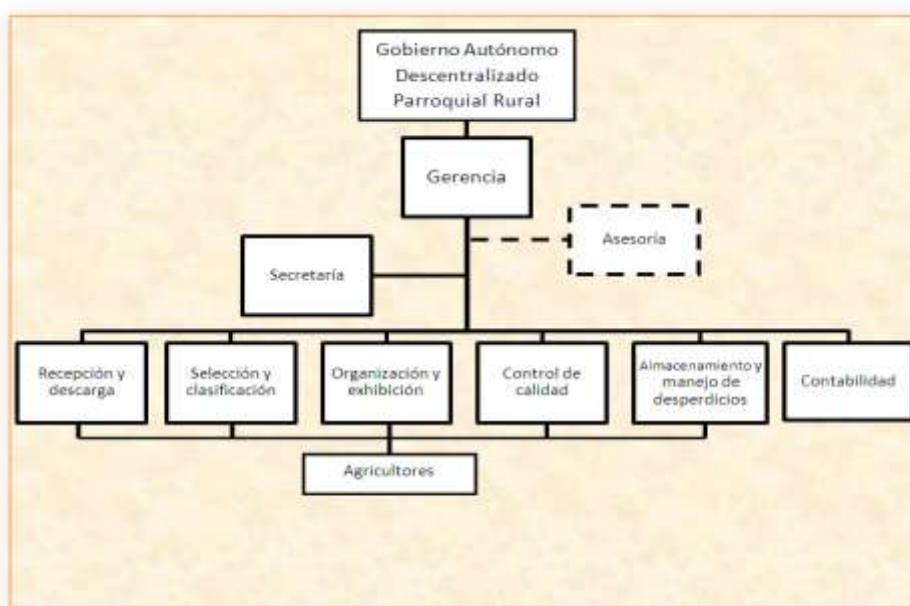 Gobierno Autónomo
Descentralizado
Parroquial Rural
Gerencia
Asesoría
Secretaría
Recepción y
descarga
Selección y
clasificación
Organización y
exhibición
Control de
calidad
Almacenamiento y
manejo de
desperdicios
Contabilidad
Agricultores